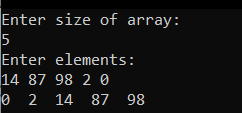 Enter size of array:
5
Enter elements:
14 87 98 2 0
0  2  14  87  98